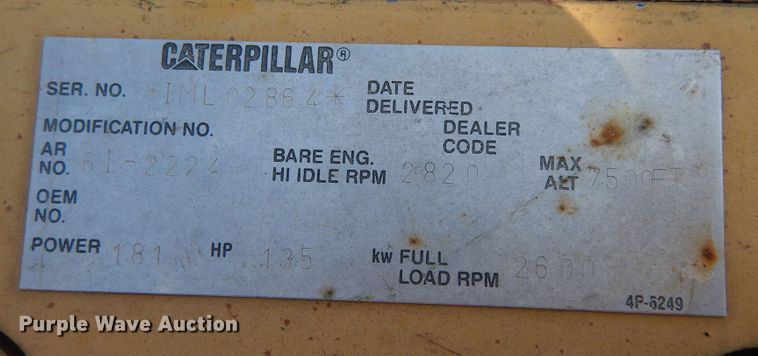 CATERPILLAR®
SER. NO. *1ML02864*
DATE DELIVERED
MODIFICATION NO.
DEALER CODE
AR NO. 6I-2224
BARE ENG. HI IDLE RPM 2820
MAX ALT 7500FT
OEM NO.
POWER 181 HP 135 kw
FULL LOAD RPM 2600
4P-6249
Purple Wave Auction